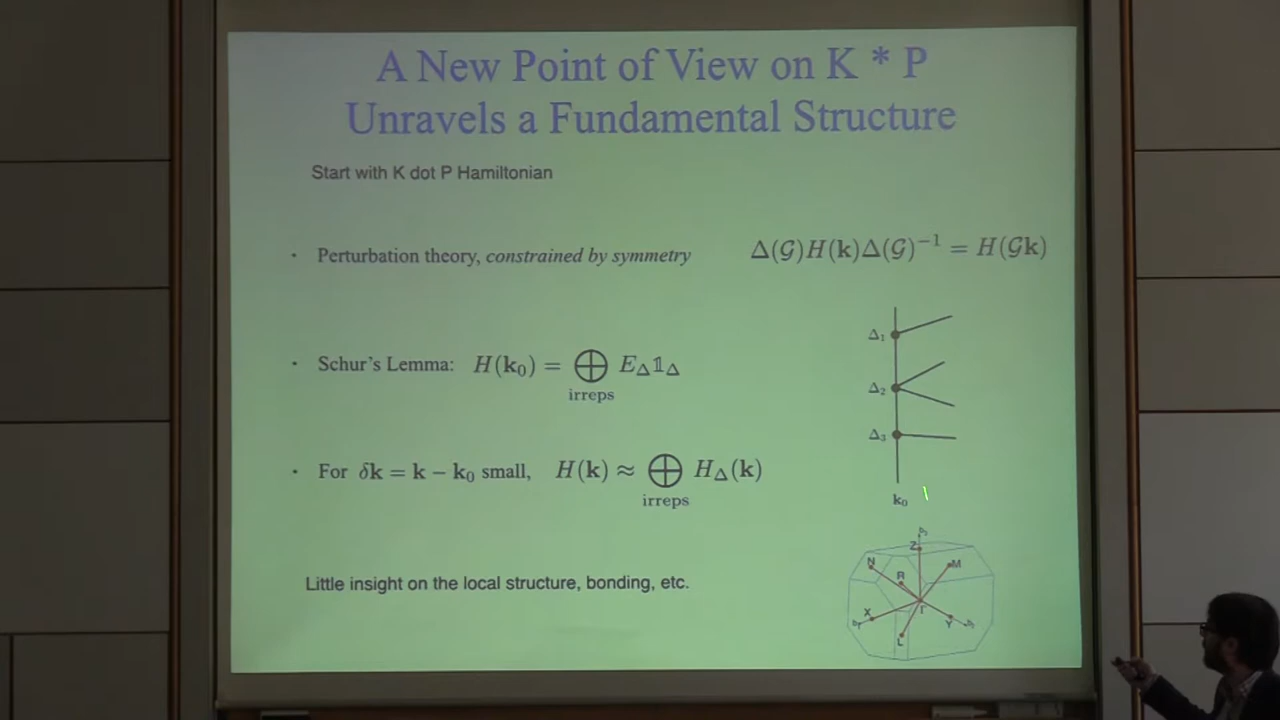 A New Point of View on K * P
Unravels a Fundamental Structure
Start with K dot P Hamiltonian
· Perturbation theory, constrained by symmetry Δ(𝒢)H(𝐤)Δ(𝒢)⁻¹ = H(𝒢𝐤)
Δ₁
· Schur's Lemma: H(𝐤₀) = ⊕ E_Δ 𝟙_Δ
irreps
Δ₂
Δ₃
· For δ𝐤 = 𝐤 − 𝐤₀ small, H(𝐤) ≈ ⊕ H_Δ(𝐤)
irreps
𝐤₀
Little insight on the local structure, bonding, etc.
Z
N
M
R
Γ
X
Y
L